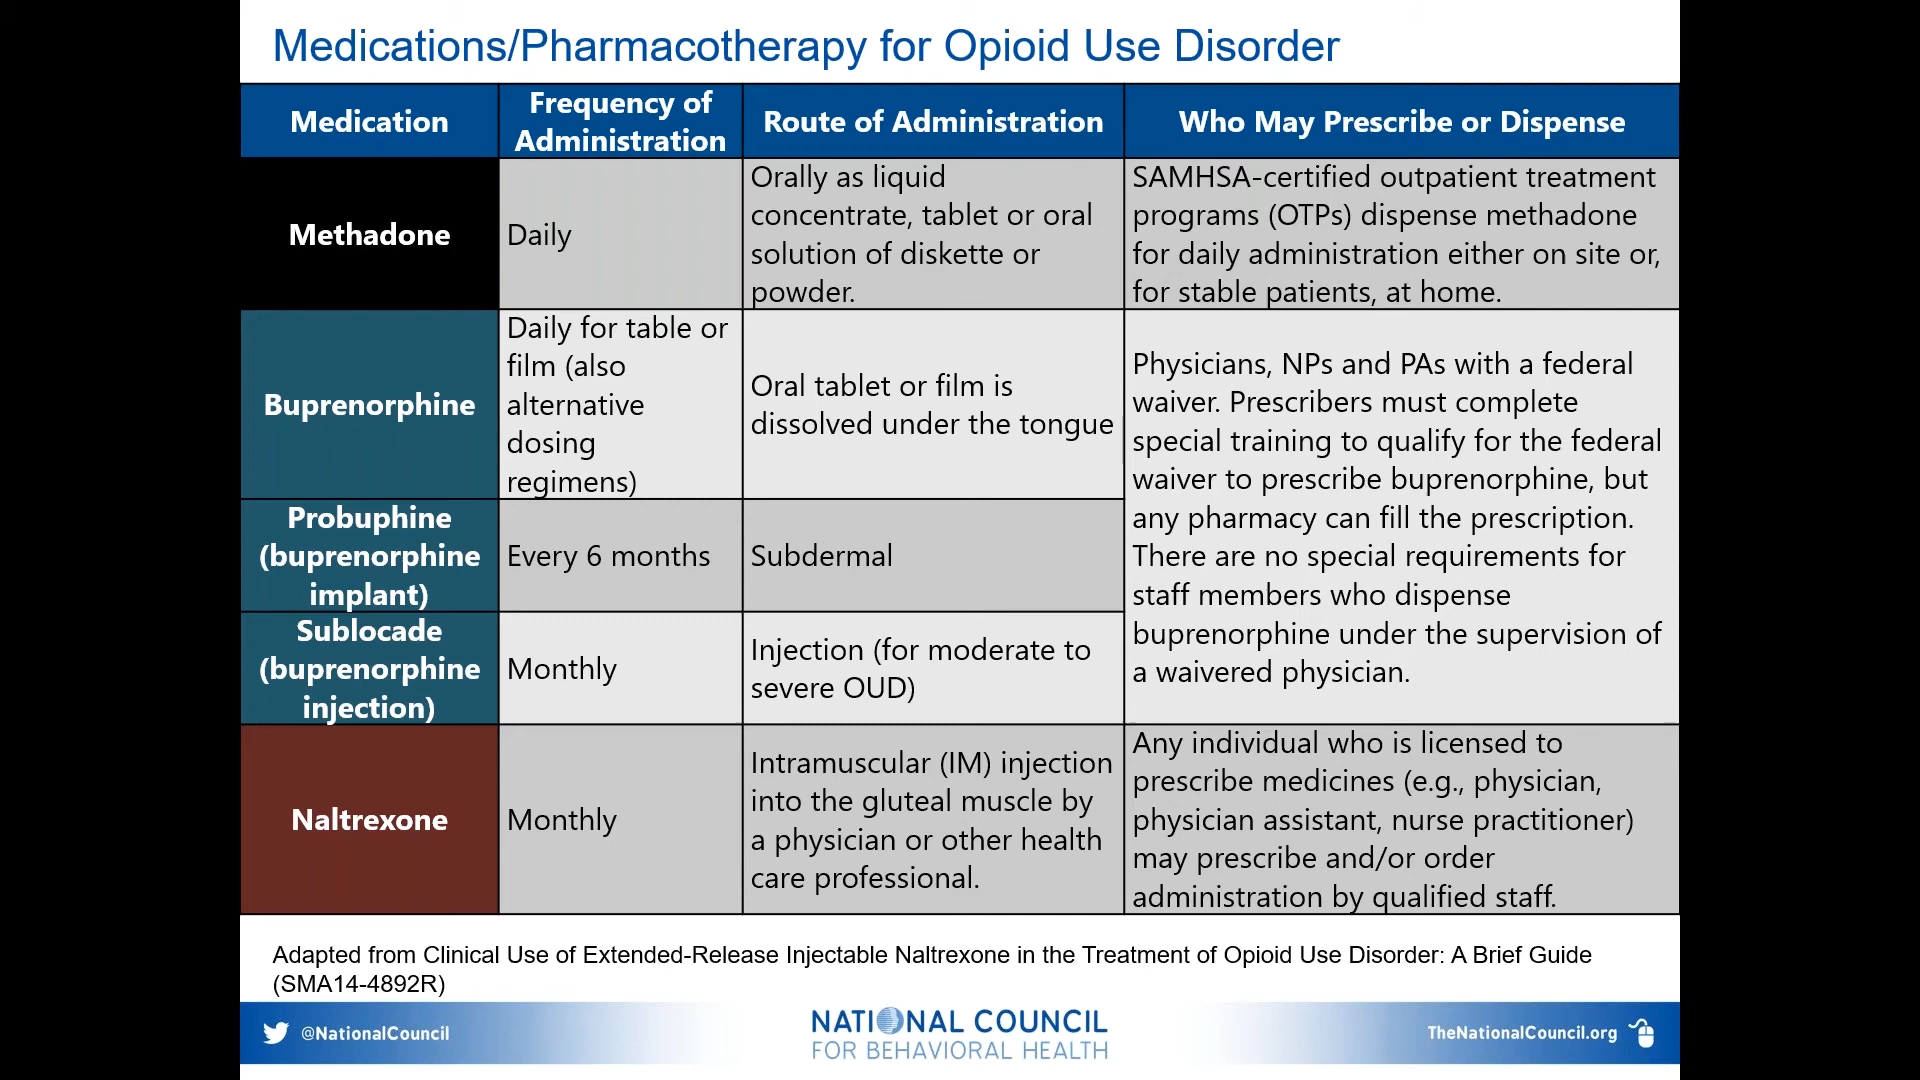 Medications/Pharmacotherapy for Opioid Use Disorder
Medication
Frequency of
Administration
Route of Administration
Who May Prescribe or Dispense
Methadone
Daily
Orally as liquid
concentrate, tablet or oral
solution of diskette or
powder.
SAMHSA-certified outpatient treatment
programs (OTPs) dispense methadone
for daily administration either on site or,
for stable patients, at home.
Buprenorphine
Daily for table or
film (also
alternative
dosing
regimens)
Oral tablet or film is
dissolved under the tongue
Physicians, NPs and PAs with a federal
waiver. Prescribers must complete
special training to qualify for the federal
waiver to prescribe buprenorphine, but
any pharmacy can fill the prescription.
There are no special requirements for
staff members who dispense
buprenorphine under the supervision of
a waivered physician.
Probuphine
(buprenorphine
implant)
Every 6 months
Subdermal
Sublocade
(buprenorphine
injection)
Monthly
Injection (for moderate to
severe OUD)
Naltrexone
Monthly
Intramuscular (IM) injection
into the gluteal muscle by
a physician or other health
care professional.
Any individual who is licensed to
prescribe medicines (e.g., physician,
physician assistant, nurse practitioner)
may prescribe and/or order
administration by qualified staff.
Adapted from Clinical Use of Extended-Release Injectable Naltrexone in the Treatment of Opioid Use Disorder: A Brief Guide
(SMA14-4892R)
@NationalCouncil
NATIONAL COUNCIL
FOR BEHAVIORAL HEALTH
TheNationalCouncil.org